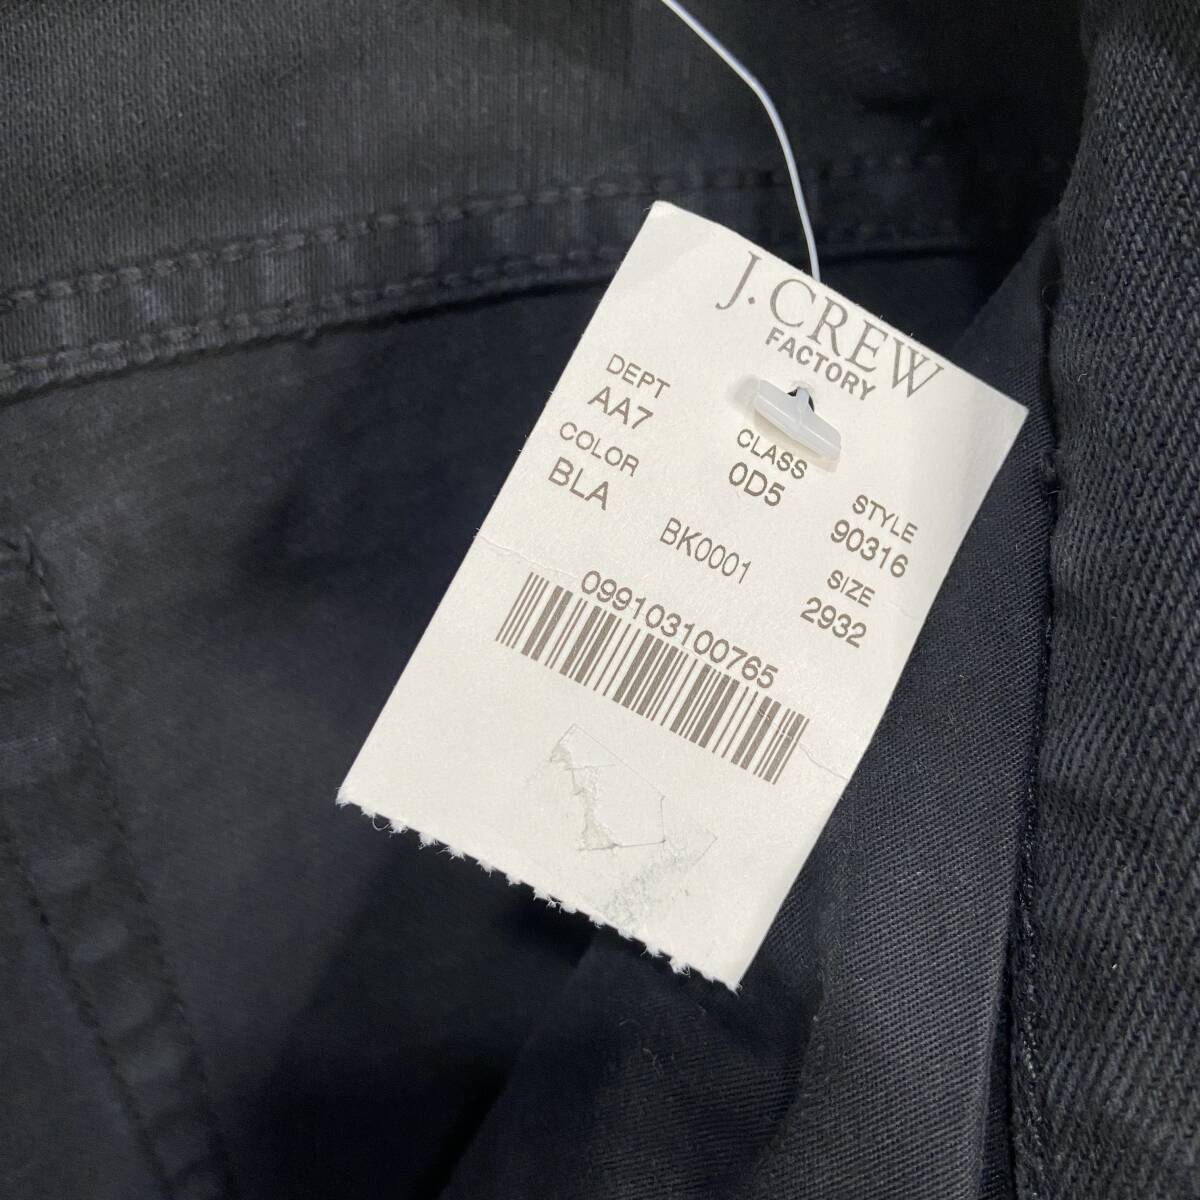 J.CREW
FACTORY
DEPT CLASS STYLE
AA7 0D5 90316
COLOR SIZE
BLA BK0001 2932
099103100765